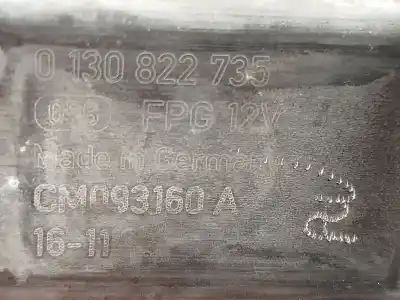 0 130 822 735
FPG 12V
Made in Germany
CM093160 A
16-11